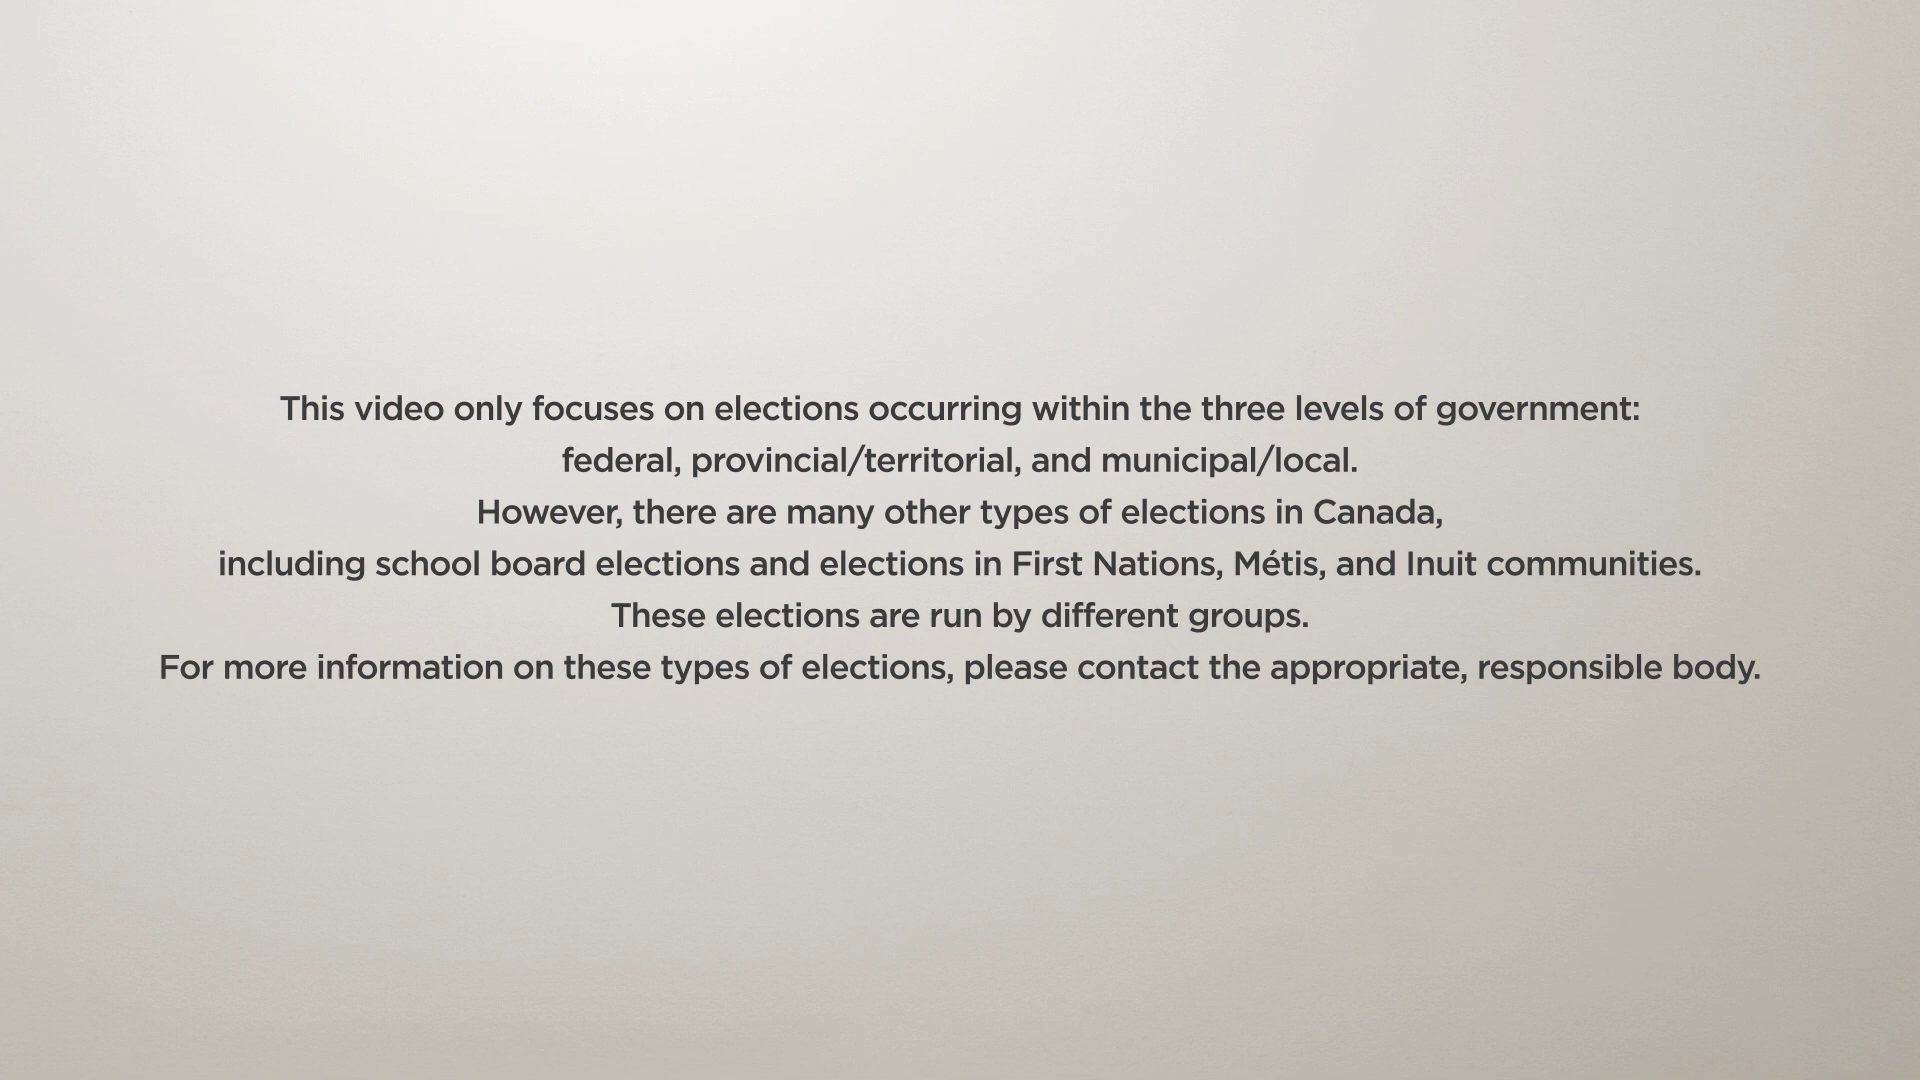 This video only focuses on elections occurring within the three levels of government:
federal, provincial/territorial, and municipal/local.
However, there are many other types of elections in Canada,
including school board elections and elections in First Nations, Métis, and Inuit communities.
These elections are run by different groups.
For more information on these types of elections, please contact the appropriate, responsible body.